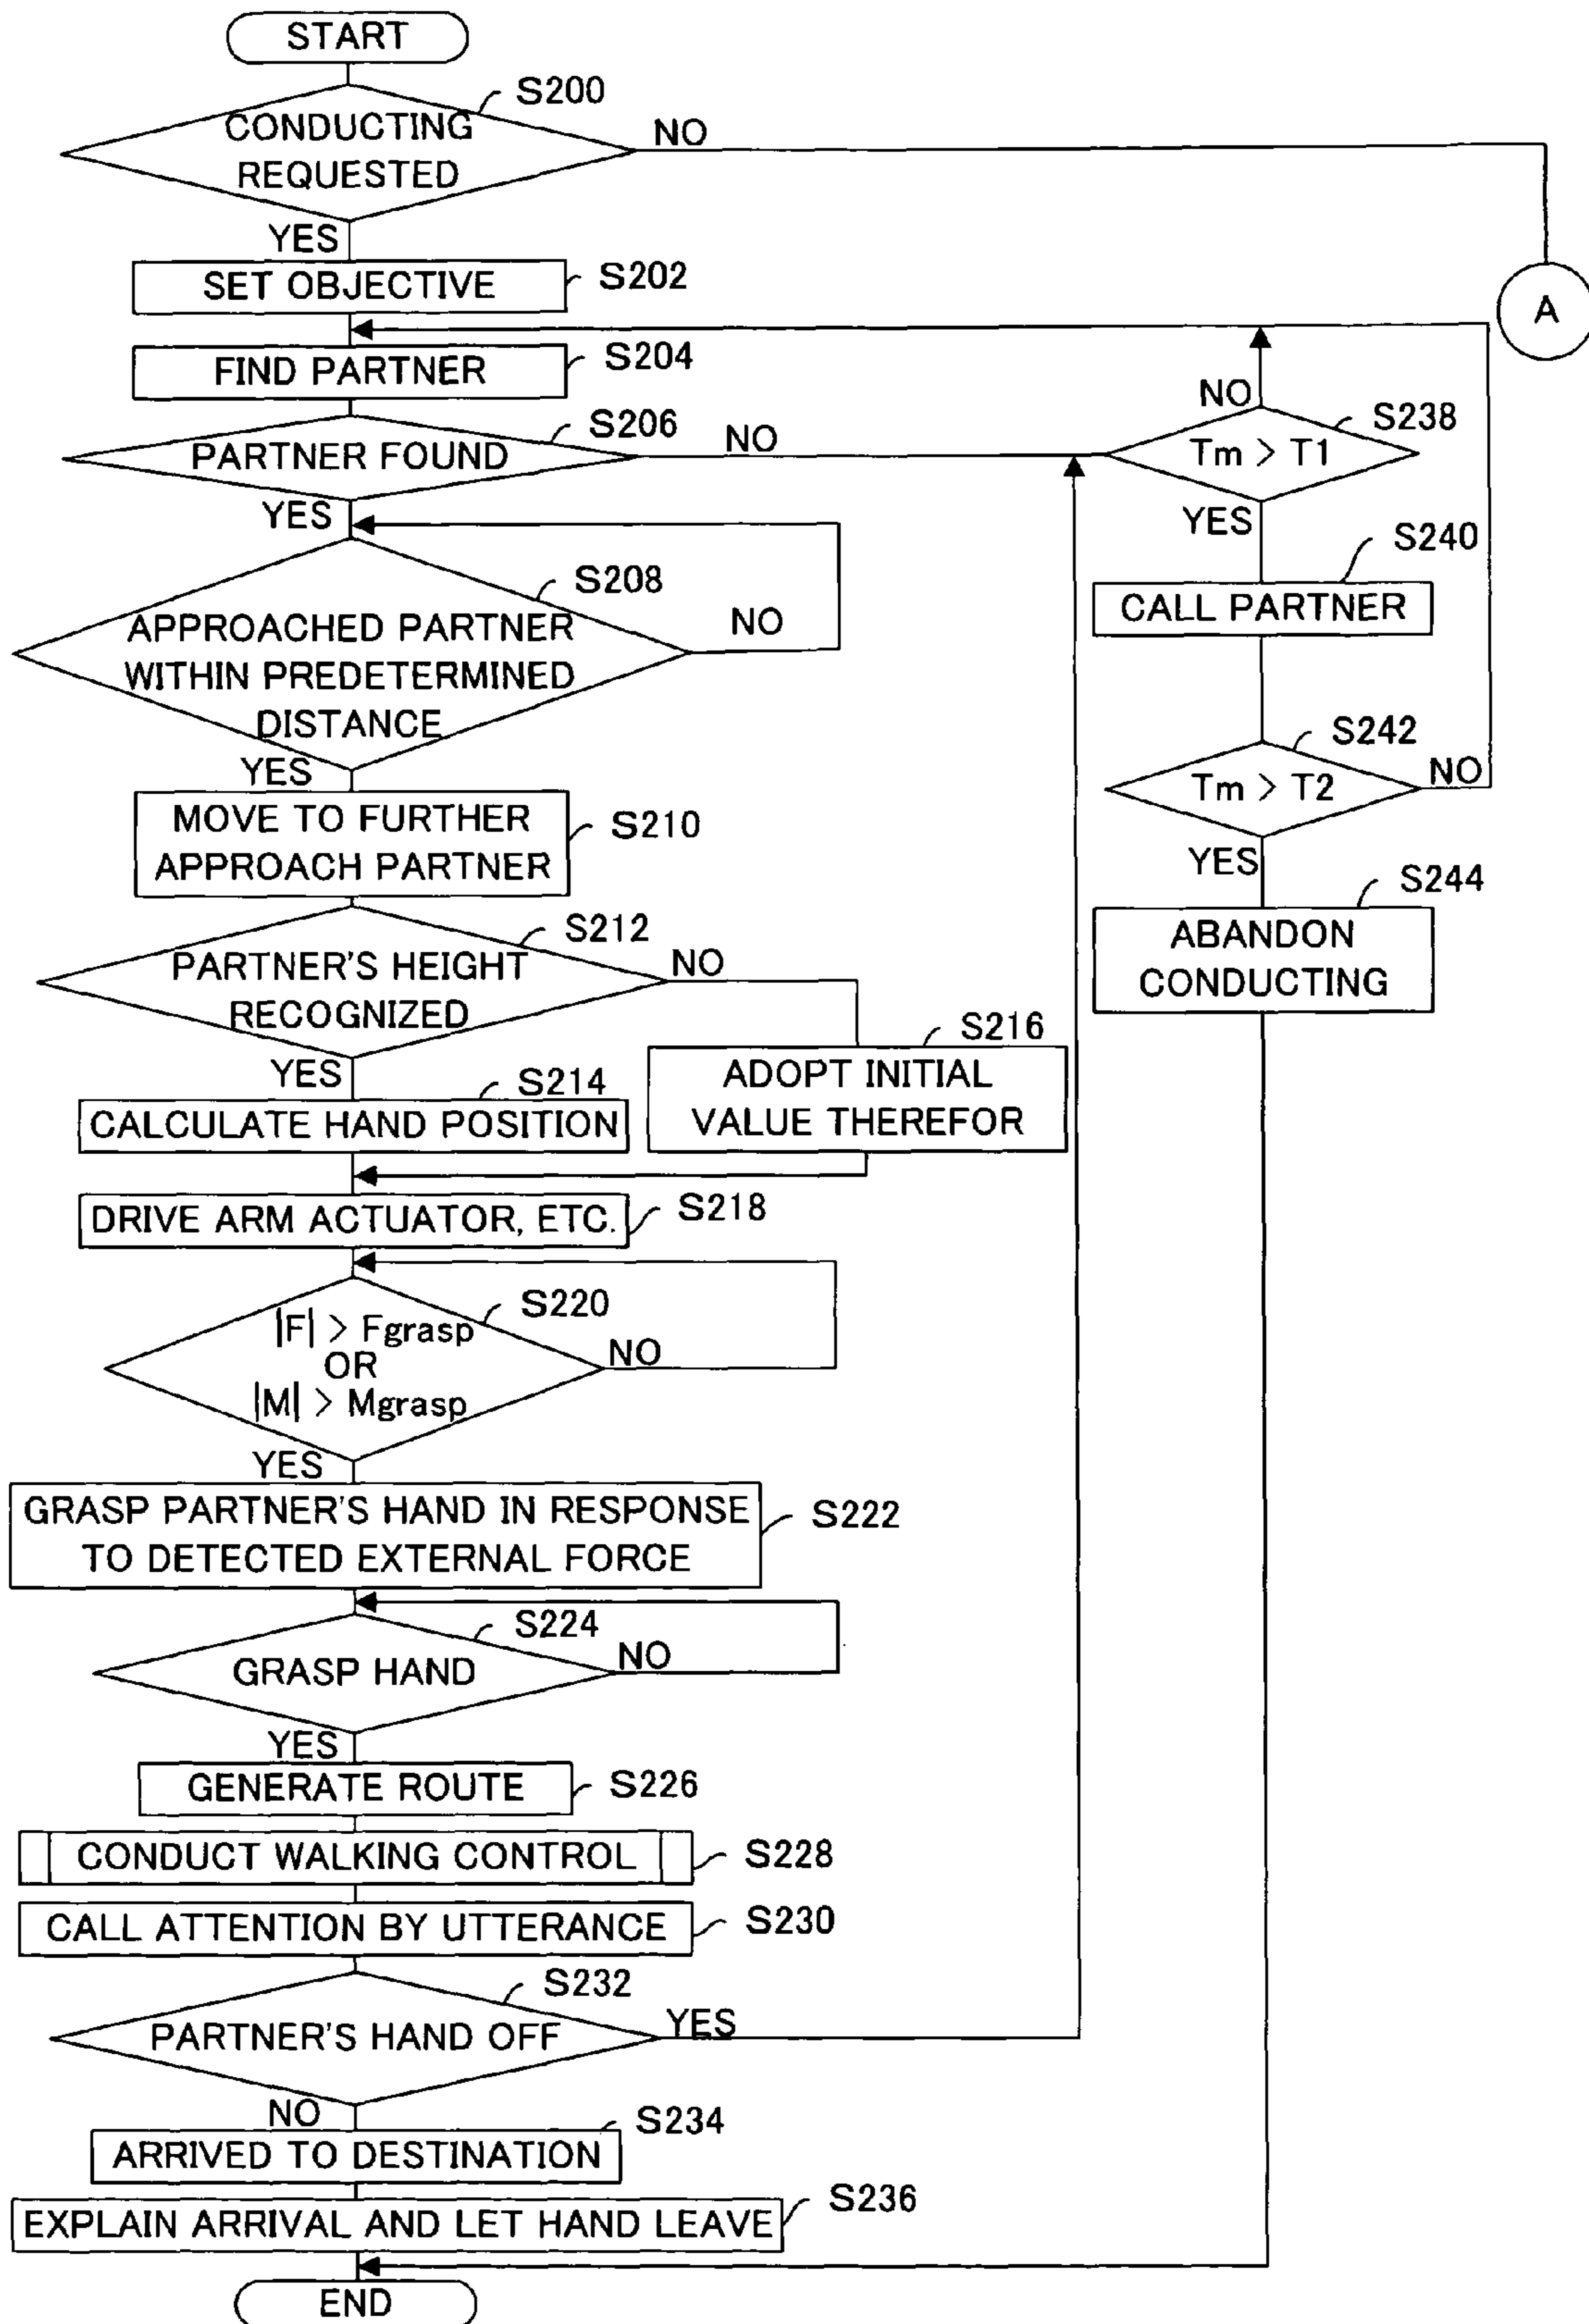 START
S200
CONDUCTING
REQUESTED
NO
YES
SET OBJECTIVE
S202
A
FIND PARTNER
S204
NO
S206
PARTNER FOUND
NO
S238
Tm > T1
YES
YES
S240
CALL PARTNER
S208
APPROACHED PARTNER
WITHIN PREDETERMINED
DISTANCE
NO
S242
Tm > T2
NO
YES
YES
MOVE TO FURTHER
APPROACH PARTNER
S210
S244
ABANDON
CONDUCTING
S212
PARTNER'S HEIGHT
RECOGNIZED
NO
YES
S216
ADOPT INITIAL
VALUE THEREFOR
S214
CALCULATE HAND POSITION
DRIVE ARM ACTUATOR, ETC.
S218
S220
|F| > Fgrasp
OR
|M| > Mgrasp
NO
YES
GRASP PARTNER'S HAND IN RESPONSE
TO DETECTED EXTERNAL FORCE
S222
S224
GRASP HAND
NO
YES
GENERATE ROUTE
S226
CONDUCT WALKING CONTROL
S228
CALL ATTENTION BY UTTERANCE
S230
S232
PARTNER'S HAND OFF
YES
NO
S234
ARRIVED TO DESTINATION
S236
EXPLAIN ARRIVAL AND LET HAND LEAVE
END